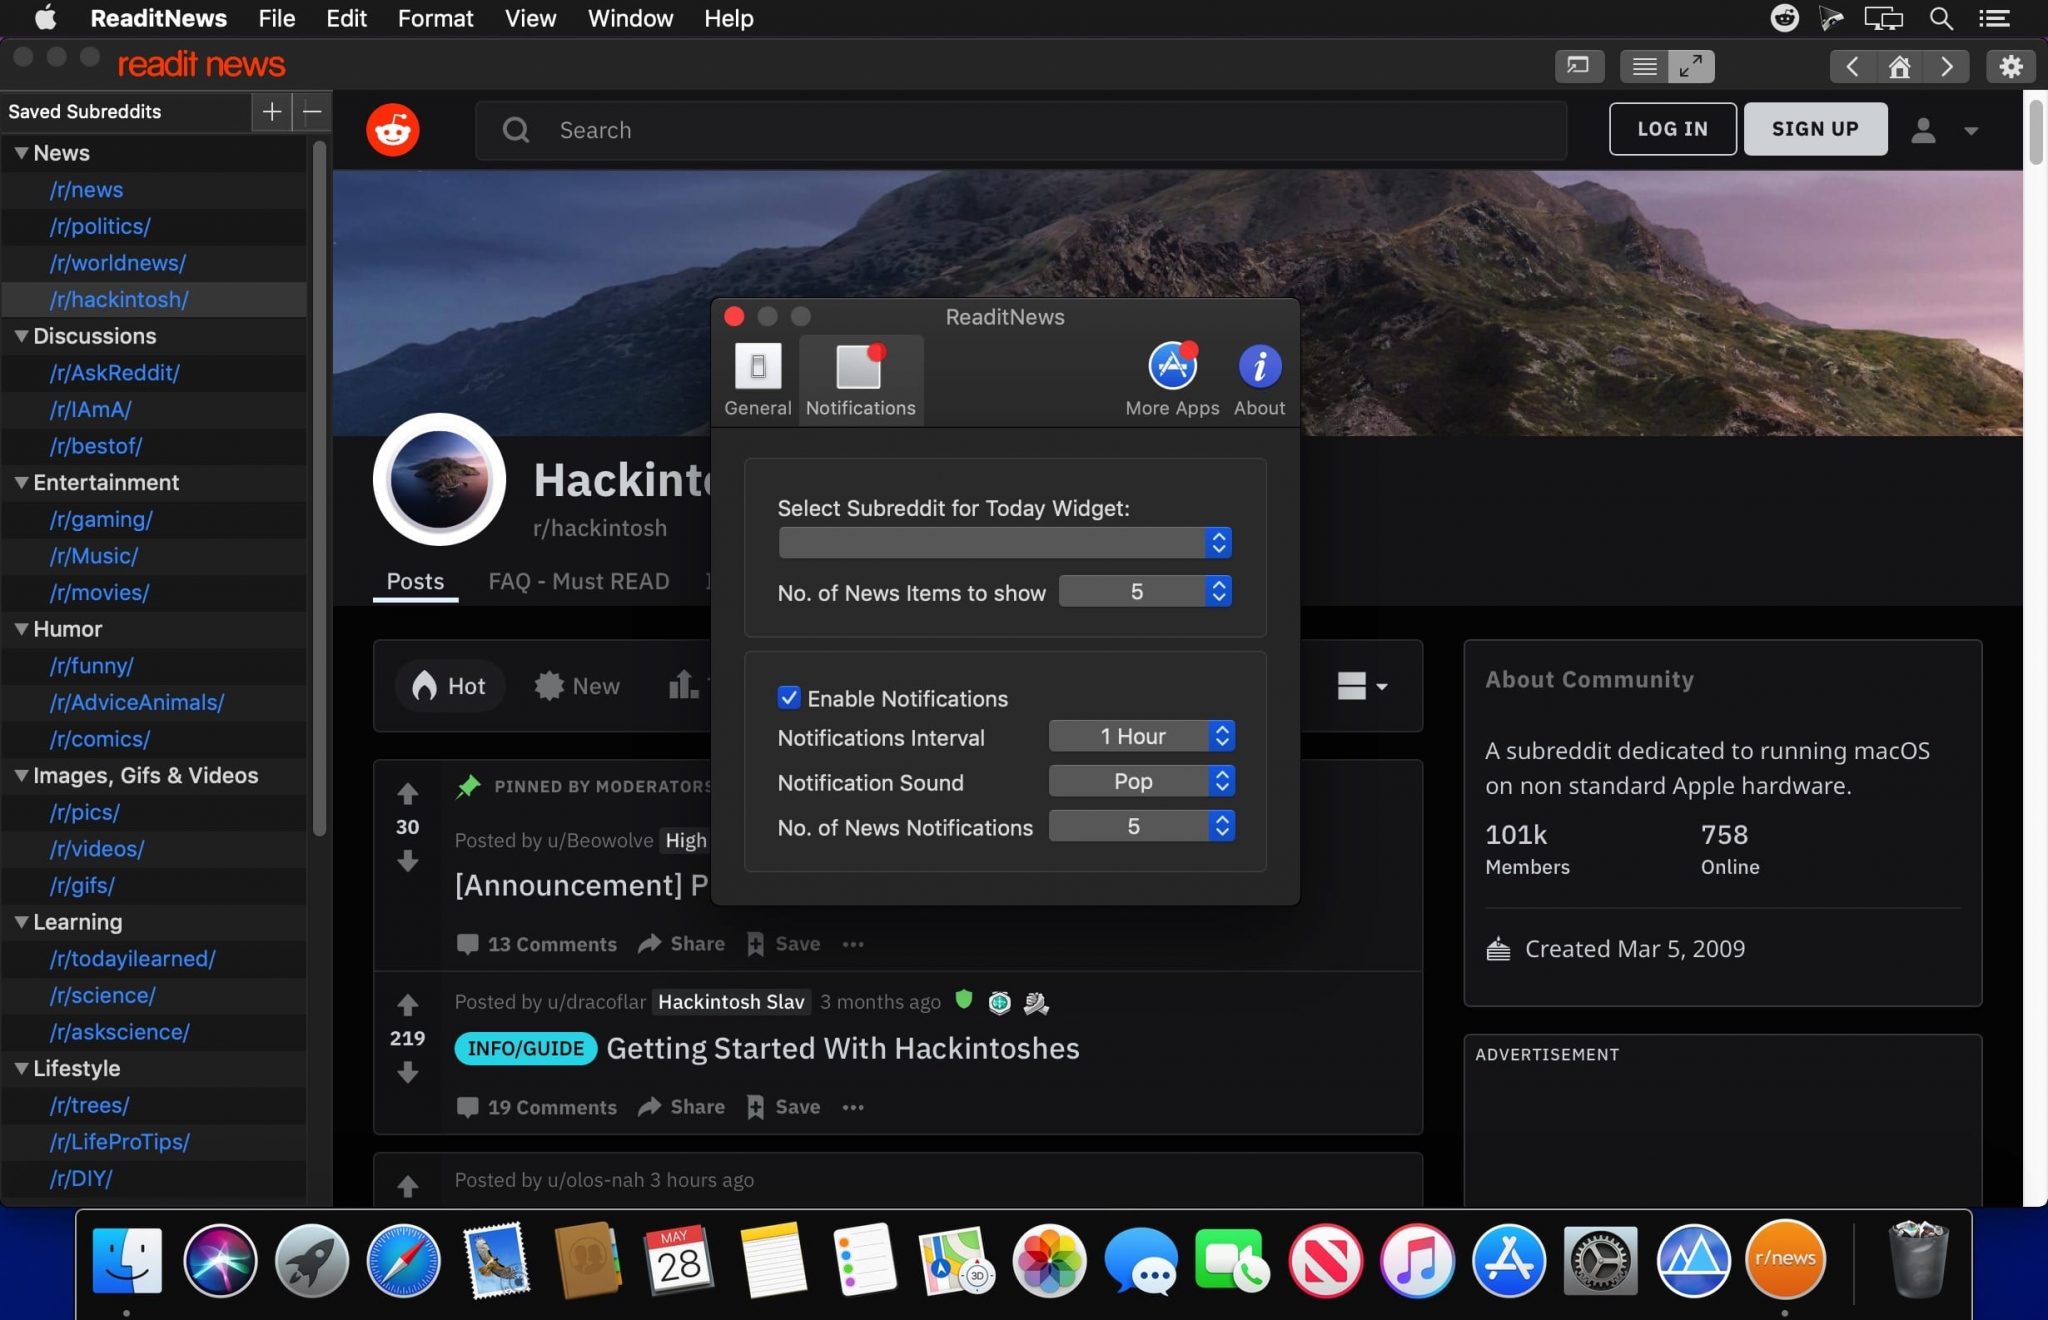 ReaditNews File Edit Format View Window Help
readit news
Saved Subreddits
News
/r/news
/r/politics/
/r/worldnews/
/r/hackintosh/
Discussions
/r/AskReddit/
/r/IAmA/
/r/bestof/
Entertainment
/r/gaming/
/r/Music/
/r/movies/
Humor
/r/funny/
/r/AdviceAnimals/
/r/comics/
Images, Gifs & Videos
/r/pics/
/r/videos/
/r/gifs/
Learning
/r/todayilearned/
/r/science/
/r/askscience/
Lifestyle
/r/trees/
/r/LifeProTips/
/r/DIY/
Search
LOG IN
SIGN UP
Hackint
r/hackintosh
Posts FAQ - Must READ
Hot New
PINNED BY MODERATORS
30
Posted by u/Beowolve High
[Announcement] P
13 Comments Share Save
Posted by u/dracoflar Hackintosh Slav 3 months ago
219
INFO/GUIDE Getting Started With Hackintoshes
19 Comments Share Save
Posted by u/olos-nah 3 hours ago
ReaditNews
General Notifications More Apps About
Select Subreddit for Today Widget:
No. of News Items to show 5
Enable Notifications
Notifications Interval 1 Hour
Notification Sound Pop
No. of News Notifications 5
About Community
A subreddit dedicated to running macOS
on non standard Apple hardware.
101k 758
Members Online
Created Mar 5, 2009
ADVERTISEMENT
MAY
28
3D
r/news